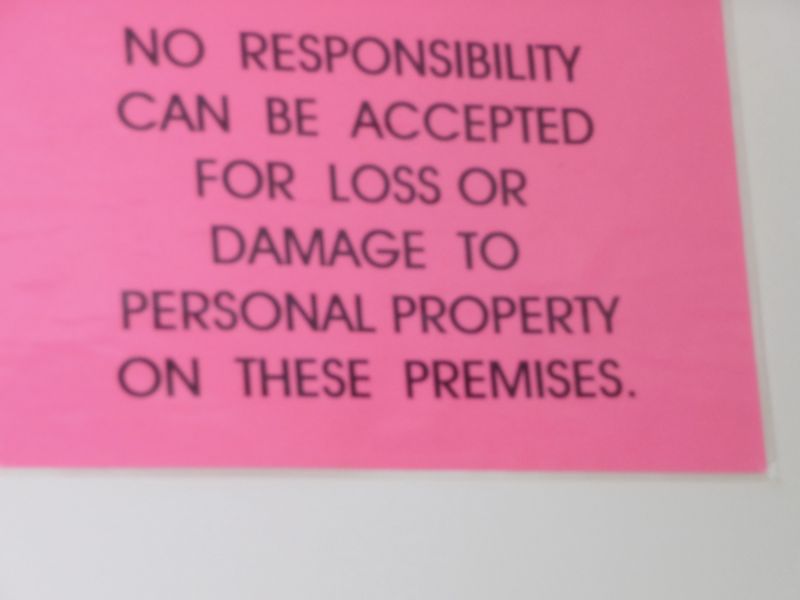 NO RESPONSIBILITY
CAN BE ACCEPTED
FOR LOSS OR
DAMAGE TO
PERSONAL PROPERTY
ON THESE PREMISES.